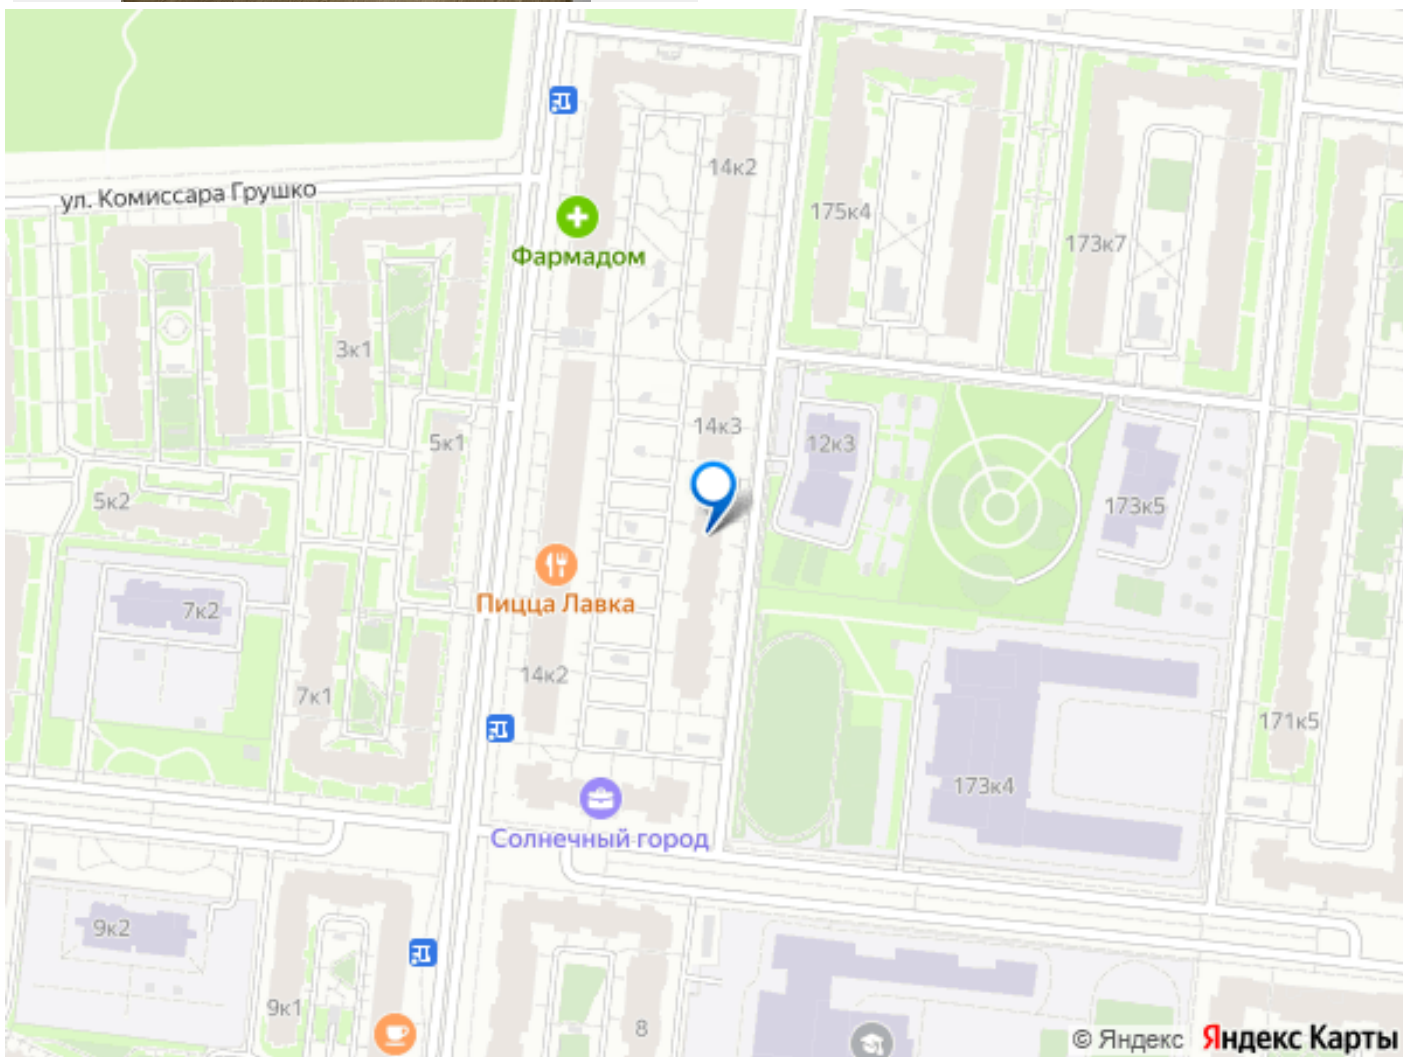 14к2
ул. Комиссара Грушко
175к4
173к7
Фармадом
3к1
14к3
5к1
12к3
5к2
173к5
Пицца Лавка
7к2
14к2
7к1
171к5
173к4
Солнечный город
9к2
9к1
8
© Яндекс Яндекс Карты